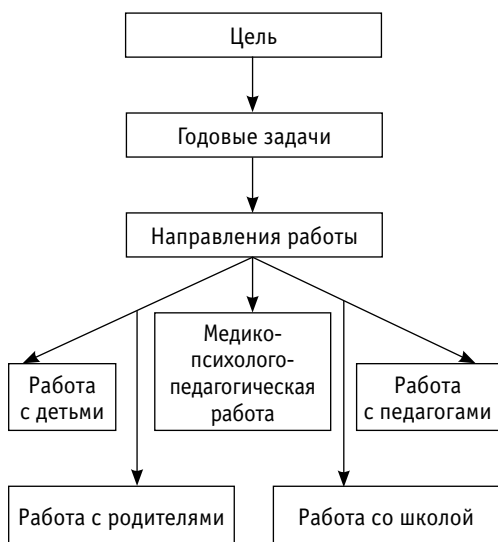 Цель
Годовые задачи
Направления работы
Медико-
психолого-
педагогическая
работа
Работа
с детьми
Работа
с педагогами
Работа с родителями
Работа со школой